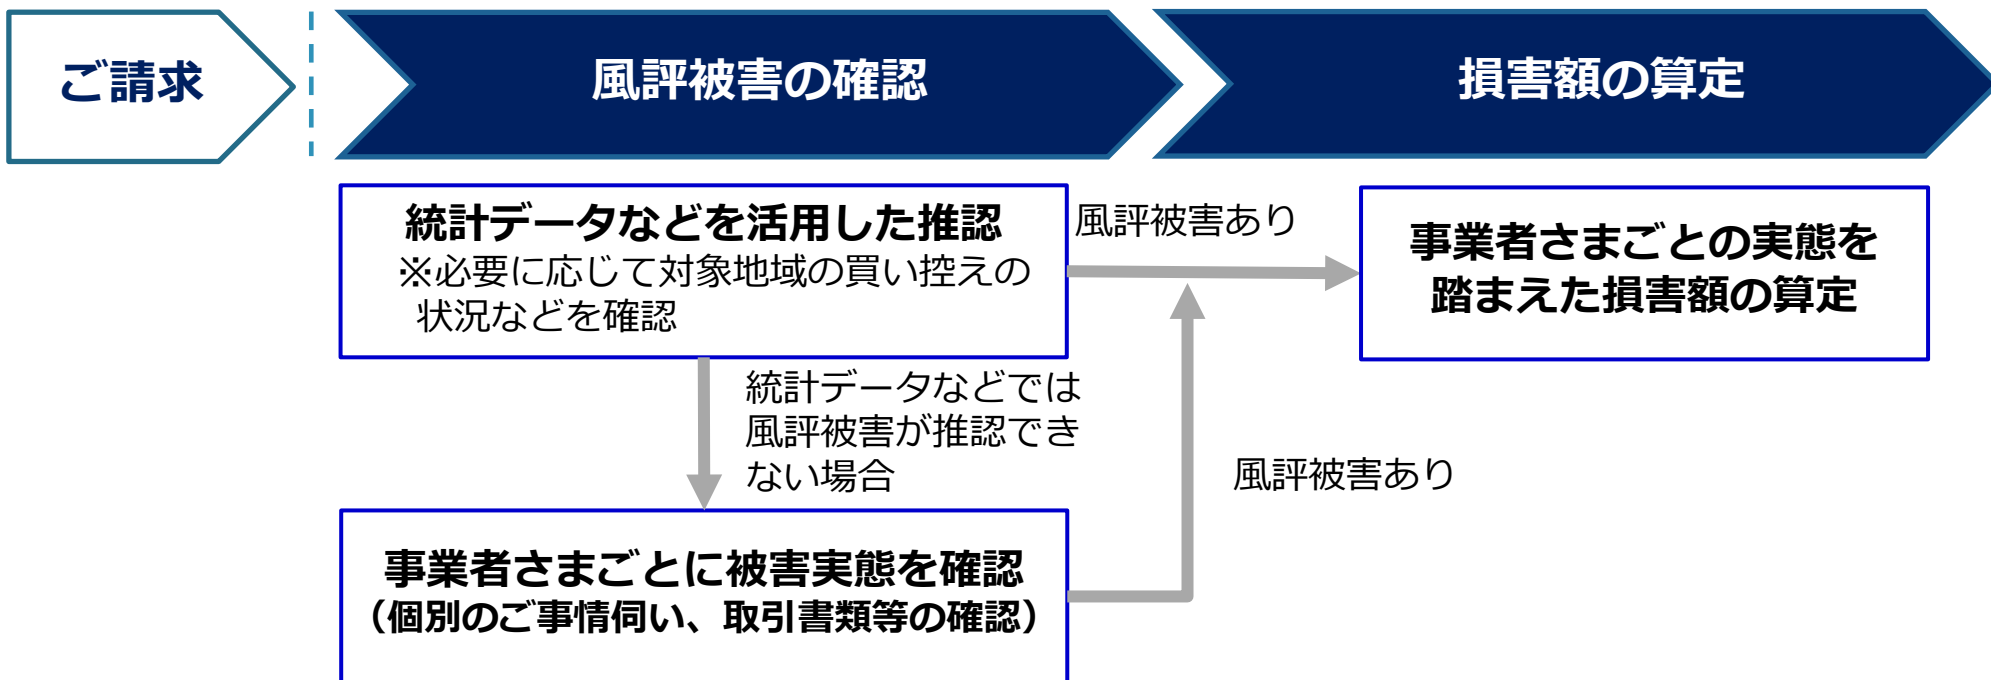 ご請求
風評被害の確認
損害額の算定
統計データなどを活用した推認
※必要に応じて対象地域の買い控えの
状況などを確認
風評被害あり
事業者さまごとの実態を
踏まえた損害額の算定
統計データなどでは
風評被害が推認でき
ない場合
風評被害あり
事業者さまごとに被害実態を確認
（個別のご事情伺い、取引書類等の確認）